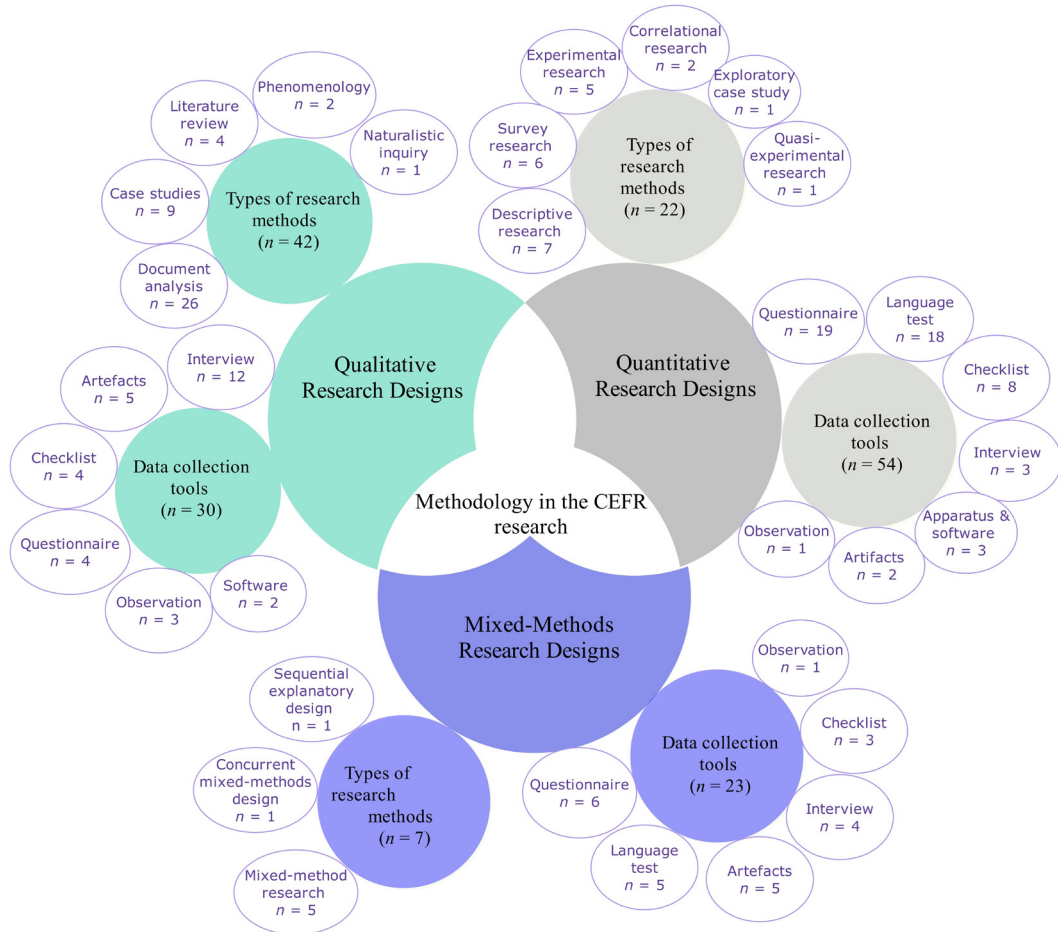 Phenomenology
n = 2
Literature
review
n = 4
Naturalistic
inquiry
n = 1
Case studies
n = 9
Types of research
methods
(n = 42)
Document
analysis
n = 26
Correlational
research
n = 2
Experimental
research
n = 5
Exploratory
case study
n = 1
Survey
research
n = 6
Types of
research
methods
(n = 22)
Quasi-
experimental
research
n = 1
Descriptive
research
n = 7
Qualitative
Research Designs
Quantitative
Research Designs
Methodology in the CEFR
research
Mixed-Methods
Research Designs
Interview
n = 12
Artefacts
n = 5
Checklist
n = 4
Data collection
tools
(n = 30)
Questionnaire
n = 4
Observation
n = 3
Software
n = 2
Questionnaire
n = 19
Language
test
n = 18
Checklist
n = 8
Data collection
tools
(n = 54)
Interview
n = 3
Apparatus &
software
n = 3
Artifacts
n = 2
Observation
n = 1
Sequential
explanatory
design
n = 1
Concurrent
mixed-methods
design
n = 1
Types of
research
methods
(n = 7)
Mixed-method
research
n = 5
Observation
n = 1
Checklist
n = 3
Data collection
tools
(n = 23)
Questionnaire
n = 6
Interview
n = 4
Language
test
n = 5
Artefacts
n = 5